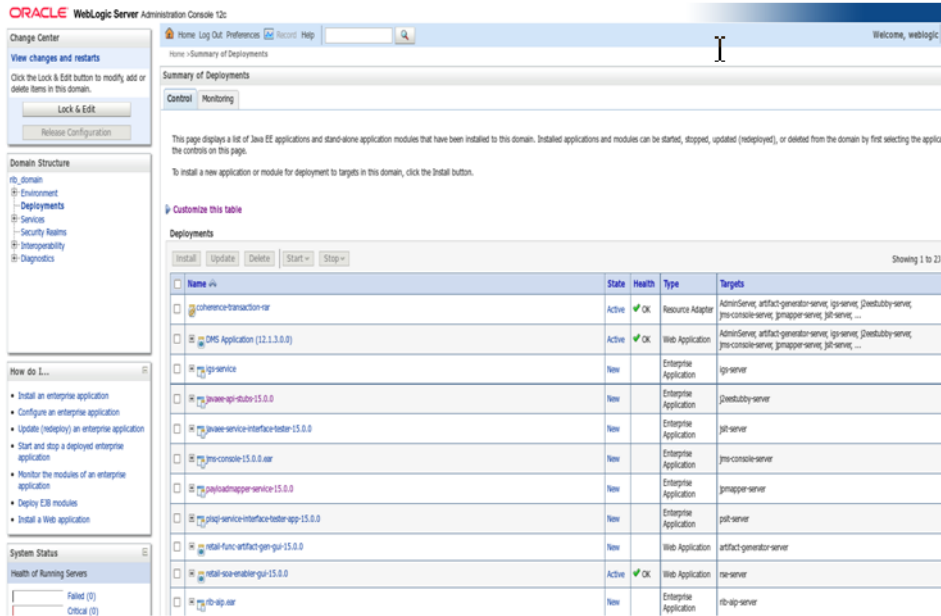 ORACLE WebLogic Server Administration Console 12c
Change Center
View changes and restarts
Click the Lock & Edit button to modify, add or
delete items in this domain.
Lock & Edit
Release Configuration
Domain Structure
rib_domain
Environment
Deployments
Services
Security Realms
Interoperability
Diagnostics
How do I...
Install an enterprise application
Configure an enterprise application
Update (redeploy) an enterprise application
Start and stop a deployed enterprise
application
Monitor the modules of an enterprise
application
Deploy EJB modules
Install a Web application
System Status
Health of Running Servers
Failed (0)
Critical (0)
Home Log Out Preferences Record Help
Welcome, weblogic
Home >Summary of Deployments
Summary of Deployments
Control Monitoring
This page displays a list of Java EE applications and stand-alone application modules that have been installed to this domain. Installed applications and modules can be started, stopped, updated (redeployed), or deleted from the domain by first selecting the applic
the controls on this page.
To install a new application or module for deployment to targets in this domain, click the Install button.
Customize this table
Deployments
Install Update Delete Start Stop
Showing 1 to 23
Name State Health Type Targets
coherence-transaction-rar Active OK Resource Adapter AdminServer, artifact-generator-server, igs-server, j2eestubby-server,
jms-console-server, jpmapper-server, jsit-server, ...
DMS Application (12.1.3.0.0) Active OK Web Application AdminServer, artifact-generator-server, igs-server, j2eestubby-server,
jms-console-server, jpmapper-server, jsit-server, ...
igs-service New Enterprise Application igs-server
javaee-api-stubs-15.0.0 New Enterprise Application j2eestubby-server
javaee-service-interface-tester-15.0.0 New Enterprise Application jsit-server
jms-console-15.0.0.ear New Enterprise Application jms-console-server
payloadmapper-service-15.0.0 New Enterprise Application jpmapper-server
plsql-service-interface-tester-app-15.0.0 New Enterprise Application psit-server
retail-func-artifact-gen-gui-15.0.0 New Web Application artifact-generator-server
retail-soa-enabler-gui-15.0.0 Active OK Web Application rse-server
rib-aip.ear New Enterprise Application rib-aip-server